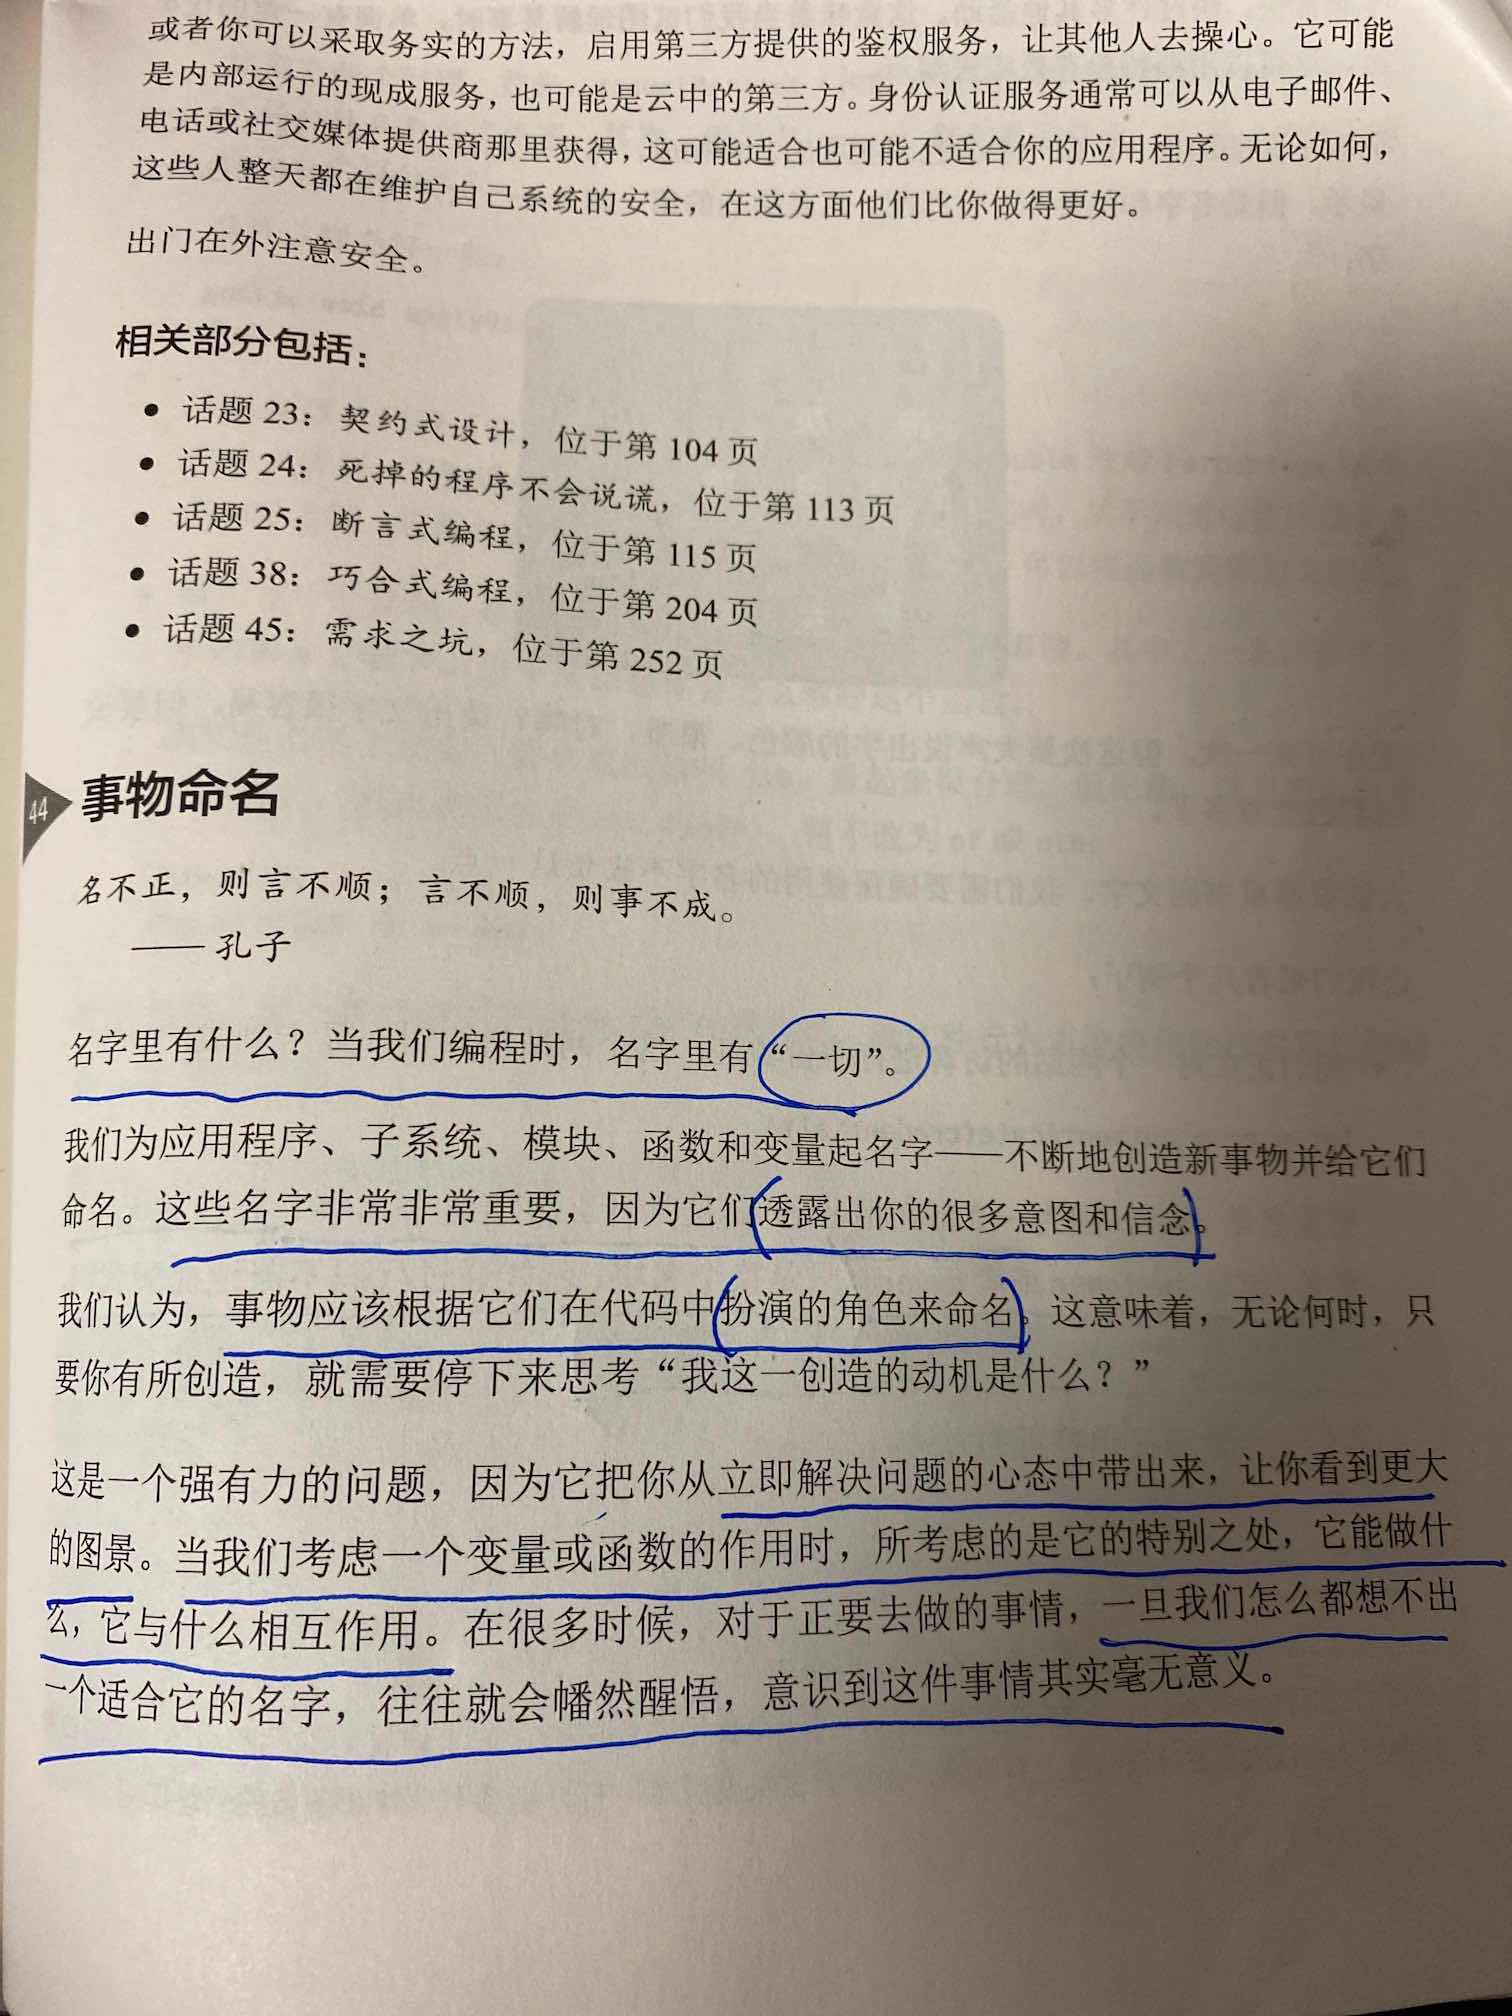 或者你可以采取务实的方法，启用第三方提供的鉴权服务，让其他人去操心。它可能
是内部运行的现成服务，也可能是云中的第三方。身份认证服务通常可以从电子邮件、
电话或社交媒体提供商那里获得，这可能适合也可能不适合你的应用程序。无论如何，
这些人整天都在维护自己系统的安全，在这方面他们比你做得更好。
出门在外注意安全。
相关部分包括：
• 话题 23：契约式设计，位于第 104 页
• 话题 24：死掉的程序不会说谎，位于第 113 页
• 话题 25：断言式编程，位于第 115 页
• 话题 38：巧合式编程，位于第 204 页
• 话题 45：需求之坑，位于第 252 页
44 事物命名
名不正，则言不顺；言不顺，则事不成。
—— 孔子
名字里有什么？当我们编程时，名字里有“一切”。
我们为应用程序、子系统、模块、函数和变量起名字——不断地创造新事物并给它们
命名。这些名字非常非常重要，因为它们透露出你的很多意图和信念。
我们认为，事物应该根据它们在代码中扮演的角色来命名。这意味着，无论何时，只
要你有所创造，就需要停下来思考“我这一创造的动机是什么？”
这是一个强有力的问题，因为它把你从立即解决问题的心态中带出来，让你看到更大
的图景。当我们考虑一个变量或函数的作用时，所考虑的是它的特别之处，它能做什
么，它与什么相互作用。在很多时候，对于正要去做的事情，一旦我们怎么都想不出
一个适合它的名字，往往就会幡然醒悟，意识到这件事情其实毫无意义。